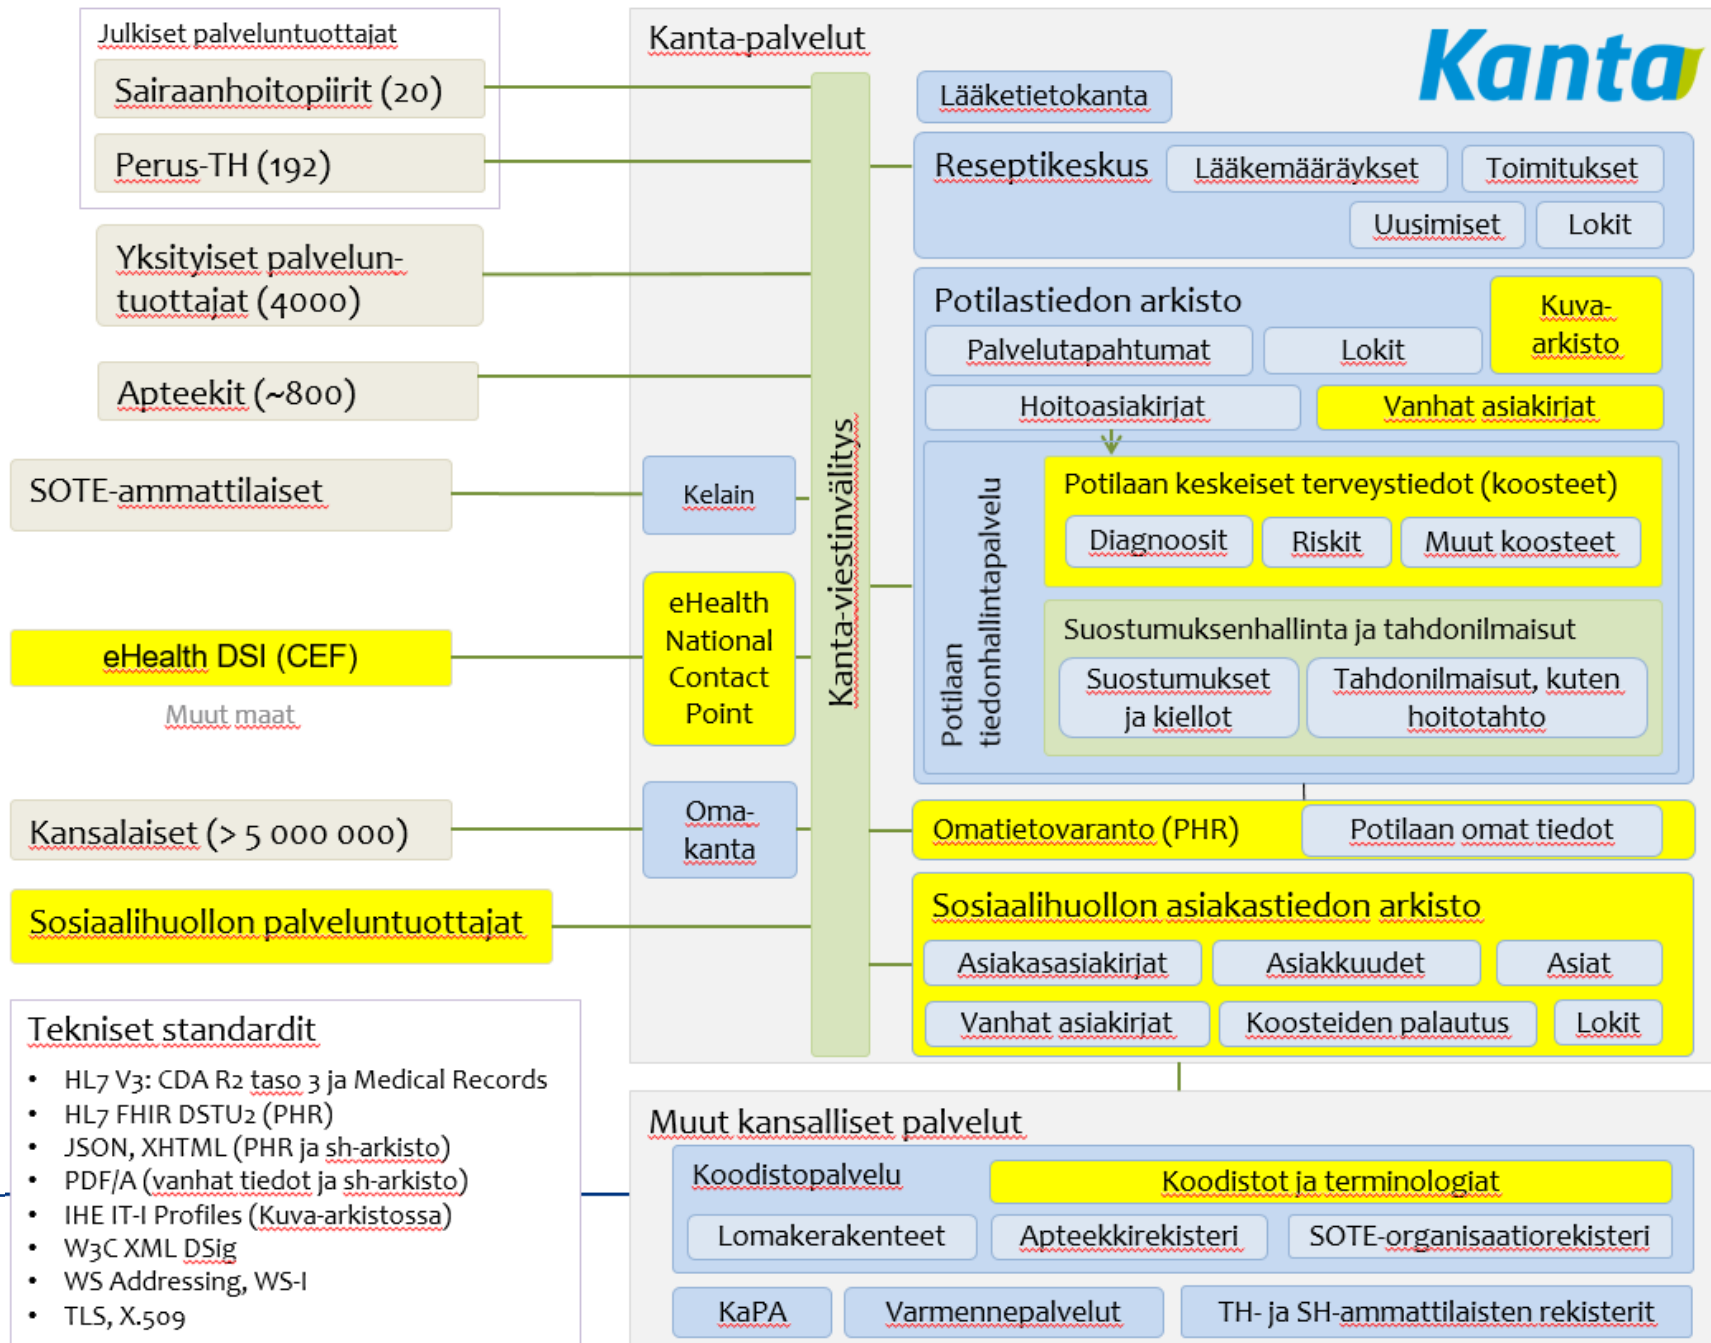 Julkiset palveluntuottajat
Sairaanhoitopiirit (20)
Perus-TH (192)
Yksityiset palvelun-
tuottajat (4000)
Apteekit (~800)
SOTE-ammattilaiset
eHealth DSI (CEF)
Muut maat
Kansalaiset (> 5 000 000)
Sosiaalihuollon palveluntuottajat
Tekniset standardit
• HL7 V3: CDA R2 taso 3 ja Medical Records
• HL7 FHIR DSTU2 (PHR)
• JSON, XHTML (PHR ja sh-arkisto)
• PDF/A (vanhat tiedot ja sh-arkisto)
• IHE IT-I Profiles (Kuva-arkistossa)
• W3C XML DSig
• WS Addressing, WS-I
• TLS, X.509
Kanta-palvelut
Kanta
Kelain
eHealth
National
Contact
Point
Oma-
kanta
Kanta-viestinvälitys
Lääketietokanta
Reseptikeskus
Lääkemääräykset
Toimitukset
Uusimiset
Lokit
Potilastiedon arkisto
Kuva-
arkisto
Palvelutapahtumat
Lokit
Hoitoasiakirjat
Vanhat asiakirjat
Potilaan
tiedonhallintapalvelu
Potilaan keskeiset terveystiedot (koosteet)
Diagnoosit
Riskit
Muut koosteet
Suostumuksenhallinta ja tahdonilmaisut
Suostumukset
ja kiellot
Tahdonilmaisut, kuten
hoitotahto
Omatietovaranto (PHR)
Potilaan omat tiedot
Sosiaalihuollon asiakastiedon arkisto
Asiakasasiakirjat
Asiakkuudet
Asiat
Vanhat asiakirjat
Koosteiden palautus
Lokit
Muut kansalliset palvelut
Koodistopalvelu
Koodistot ja terminologiat
Lomakerakenteet
Apteekkirekisteri
SOTE-organisaatiorekisteri
KaPA
Varmennepalvelut
TH- ja SH-ammattilaisten rekisterit